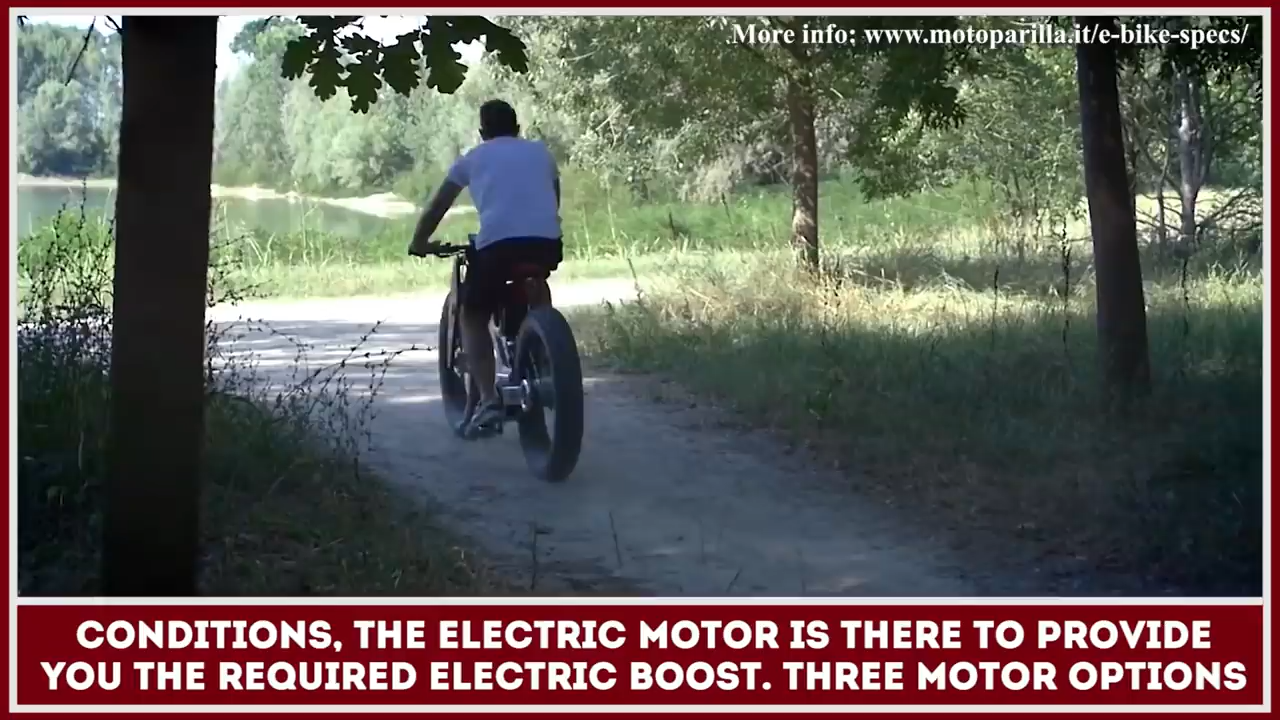 More info: www.motoparilla.it/e-bike-specs/
CONDITIONS, THE ELECTRIC MOTOR IS THERE TO PROVIDE
YOU THE REQUIRED ELECTRIC BOOST. THREE MOTOR OPTIONS